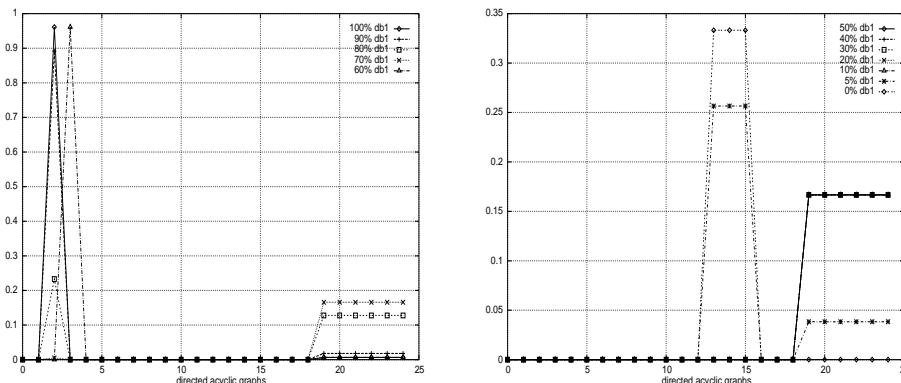 1
0.9
0.8
0.7
0.6
0.5
0.4
0.3
0.2
0.1
0
0 5 10 15 20 25
directed acyclic graphs
100% db1
90% db1
80% db1
70% db1
60% db1
0.35
0.3
0.25
0.2
0.15
0.1
0.05
0
0 5 10 15 20 25
directed acyclic graphs
50% db1
40% db1
30% db1
20% db1
10% db1
5% db1
0% db1